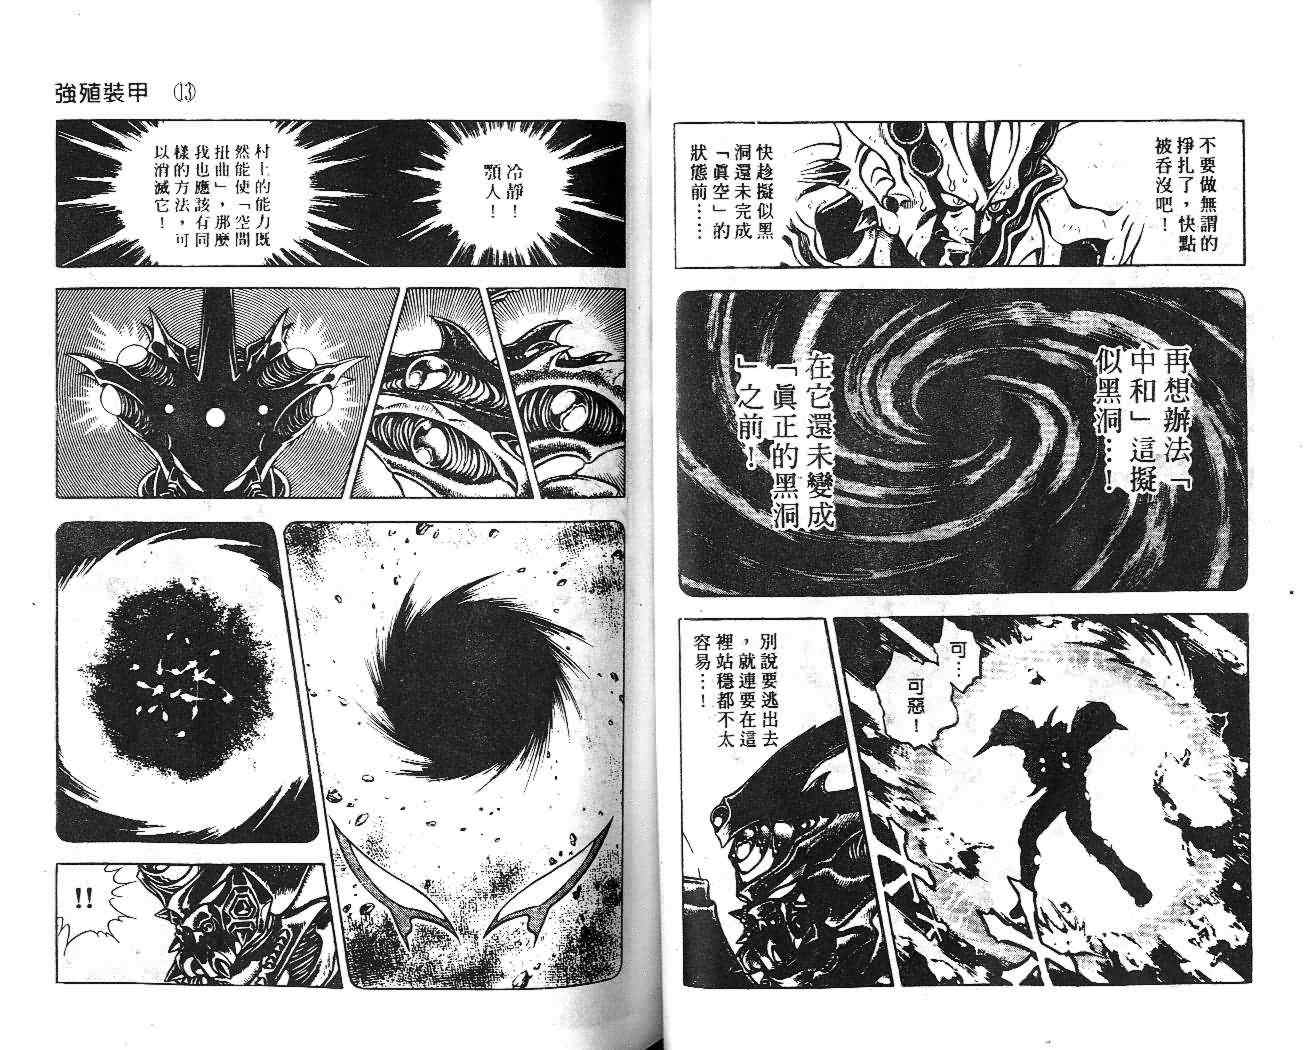 強殖裝甲 ⑬
不要做無謂的
掙扎了，快點
被吞沒吧！
快趁擬似黑
洞還未完成
「眞空」的
狀態前……
再想辦法「
中和」這擬
似黑洞…！
在它還未變成
「眞正的黑洞
」之前！
可…
可惡！
別說要逃出去
，就連要在這
裡站穩都不太
容易…！
冷靜！
顎人！
村上的能力既
然能使「空間
扭曲」，那麼
我也應該有同
樣的方法，可
以消滅它！
!!